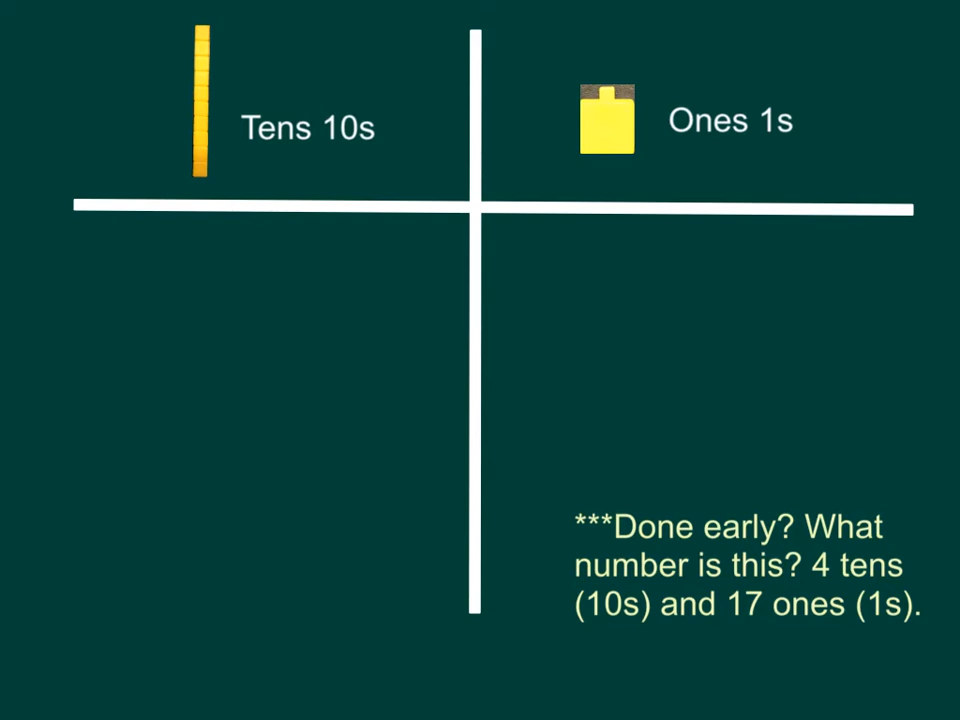 Tens 10s
Ones 1s
***Done early? What
number is this? 4 tens
(10s) and 17 ones (1s).